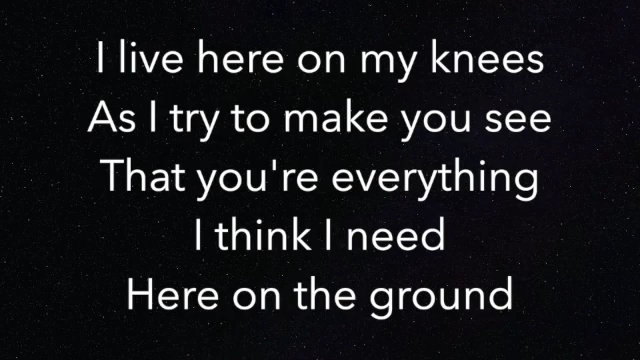 I live here on my knees
As I try to make you see
That you're everything
I think I need
Here on the ground